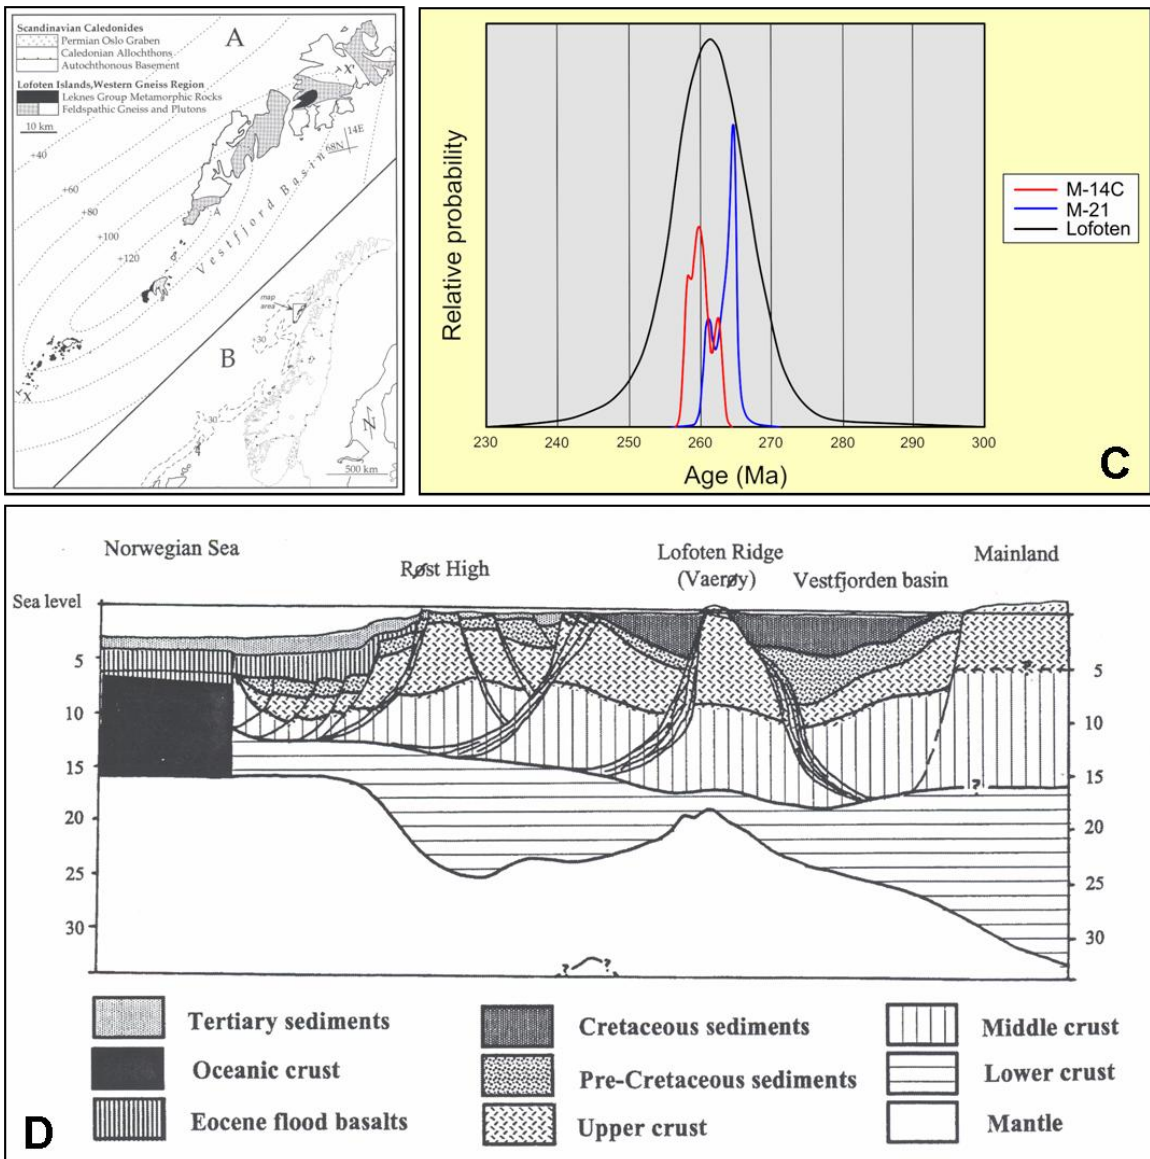 Scandinavian Caledonides
Permian Oslo Graben
Caledonian Allochthons
Autochthonous Basement
Lofoten Islands,Western Gneiss Region
Leknes Group Metamorphic Rocks
Feldspathic Gneiss and Plutons
10 km
A
X'
14E
68N
+40
+60
+80
+100
+120
A
Vestfjord Basin
X
map
area
30
B
30
N
500 km
Relative probability
M-14C
M-21
Lofoten
230 240 250 260 270 280 290 300
Age (Ma)
C
Norwegian Sea
Røst High
Lofoten Ridge
(Vaerøy)
Vestfjorden basin
Mainland
Sea level
5
10
15
20
25
30
5
10
15
20
25
30
?
?
? ?
Tertiary sediments
Oceanic crust
Eocene flood basalts
Cretaceous sediments
Pre-Cretaceous sediments
Upper crust
Middle crust
Lower crust
Mantle
D